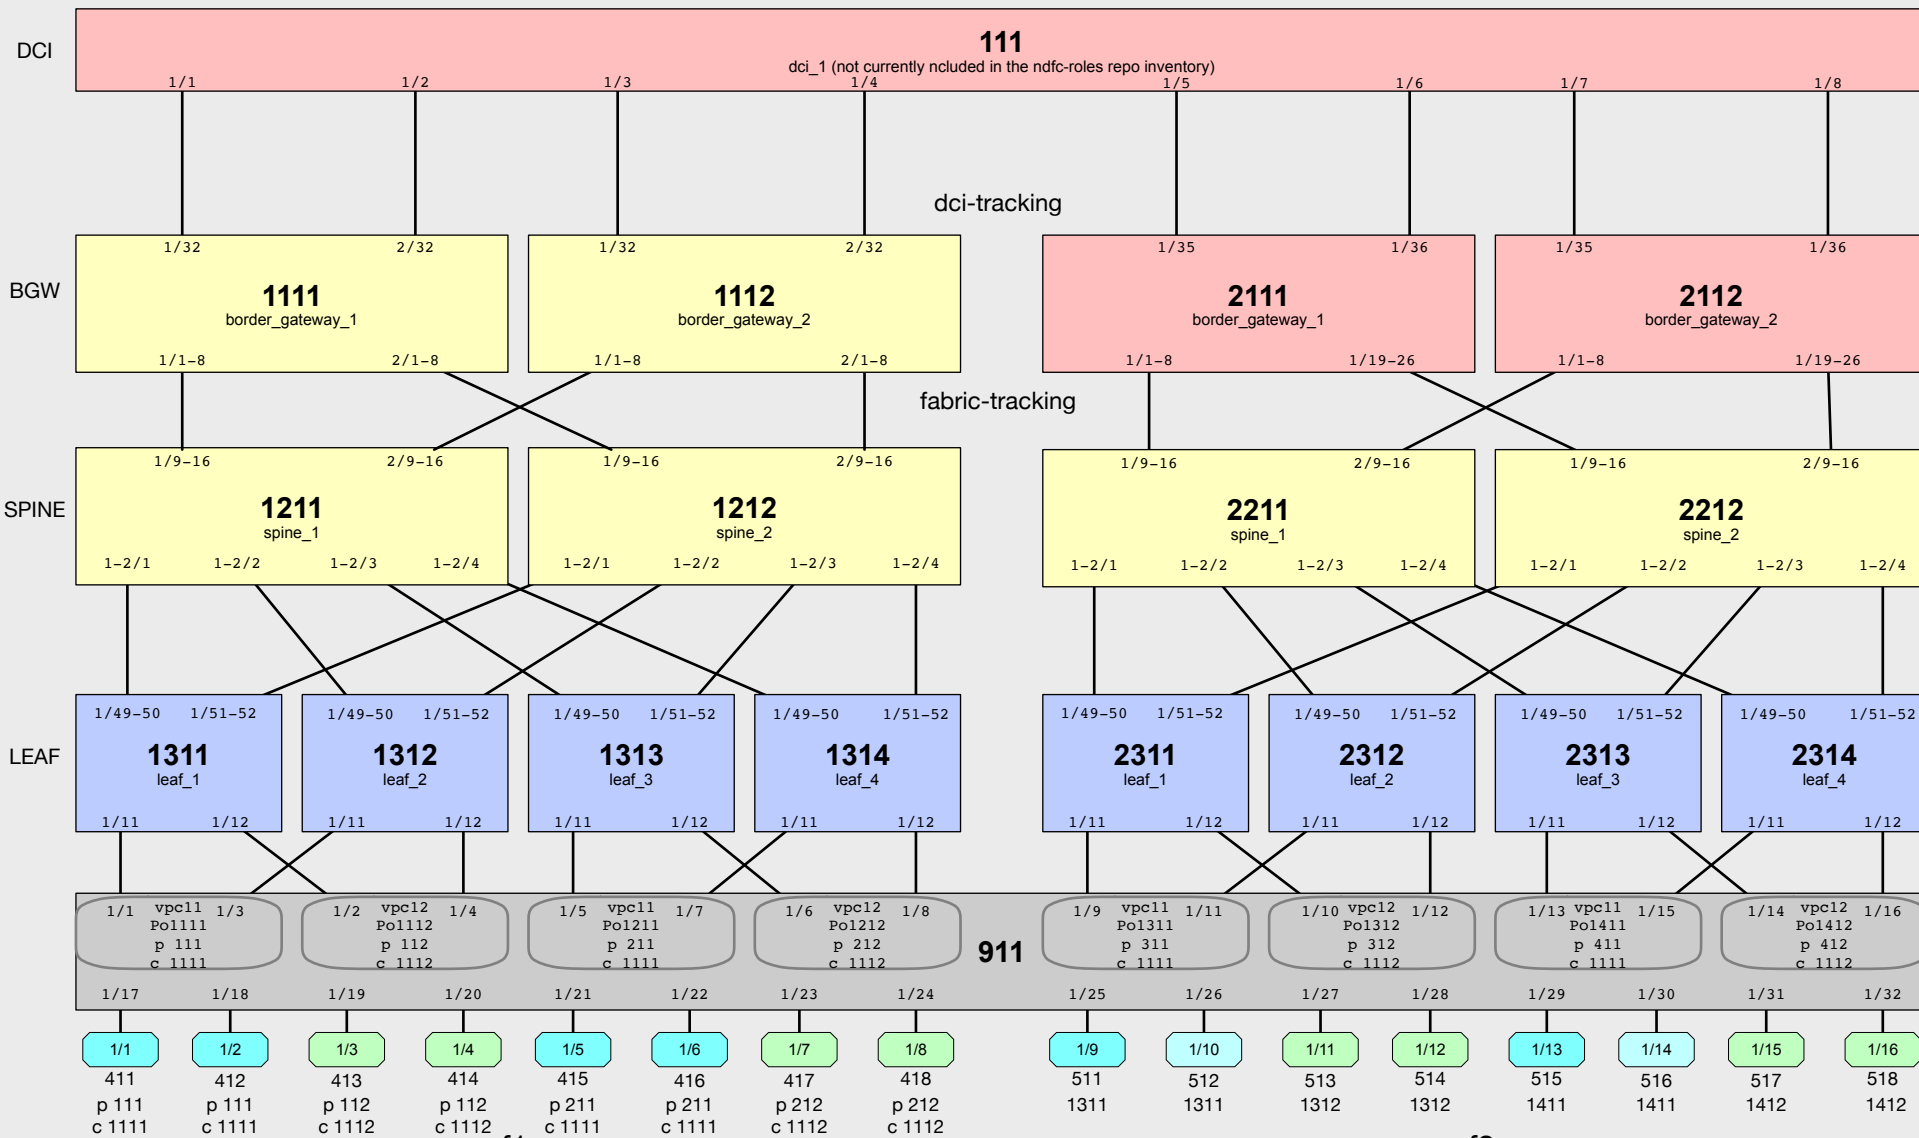 DCI
111
dci_1 (not currently ncluded in the ndfc-roles repo inventory)
1/1 1/2 1/3 1/4 1/5 1/6 1/7 1/8
dci-tracking
1/32 2/32 1/32 2/32 1/35 1/36 1/35 1/36
BGW
1111 1112 2111 2112
border_gateway_1 border_gateway_2 border_gateway_1 border_gateway_2
1/1-8 2/1-8 1/1-8 2/1-8 1/1-8 1/19-26 1/1-8 1/19-26
fabric-tracking
1/9-16 2/9-16 1/9-16 2/9-16 1/9-16 2/9-16 1/9-16 2/9-16
SPINE
1211 1212 2211 2212
spine_1 spine_2 spine_1 spine_2
1-2/1 1-2/2 1-2/3 1-2/4 1-2/1 1-2/2 1-2/3 1-2/4 1-2/1 1-2/2 1-2/3 1-2/4 1-2/1 1-2/2 1-2/3 1-2/4
1/49-50 1/51-52 1/49-50 1/51-52 1/49-50 1/51-52 1/49-50 1/51-52 1/49-50 1/51-52 1/49-50 1/51-52 1/49-50 1/51-52 1/49-50 1/51-52
LEAF
1311 1312 1313 1314 2311 2312 2313 2314
leaf_1 leaf_2 leaf_3 leaf_4 leaf_1 leaf_2 leaf_3 leaf_4
1/11 1/12 1/11 1/12 1/11 1/12 1/11 1/12 1/11 1/12 1/11 1/12 1/11 1/12 1/11 1/12
1/1 vpc11 1/3 1/2 vpc12 1/4 1/5 vpc11 1/7 1/6 vpc12 1/8 1/9 vpc11 1/11 1/10 vpc12 1/12 1/13 vpc11 1/15 1/14 vpc12 1/16
Po1111 Po1112 Po1211 Po1212 Po1311 Po1312 Po1411 Po1412
p 111 p 112 p 211 p 212 p 311 p 312 p 411 p 412
c 1111 c 1112 c 1111 c 1112 c 1111 c 1112 c 1111 c 1112
911
1/17 1/18 1/19 1/20 1/21 1/22 1/23 1/24 1/25 1/26 1/27 1/28 1/29 1/30 1/31 1/32
1/1 1/2 1/3 1/4 1/5 1/6 1/7 1/8 1/9 1/10 1/11 1/12 1/13 1/14 1/15 1/16
411 412 413 414 415 416 417 418 511 512 513 514 515 516 517 518
p 111 p 111 p 112 p 112 p 211 p 211 p 212 p 212 1311 1311 1312 1312 1411 1411 1412 1412
c 1111 c 1111 c 1112 c 1112 c 1111 c 1111 c 1112 c 1112